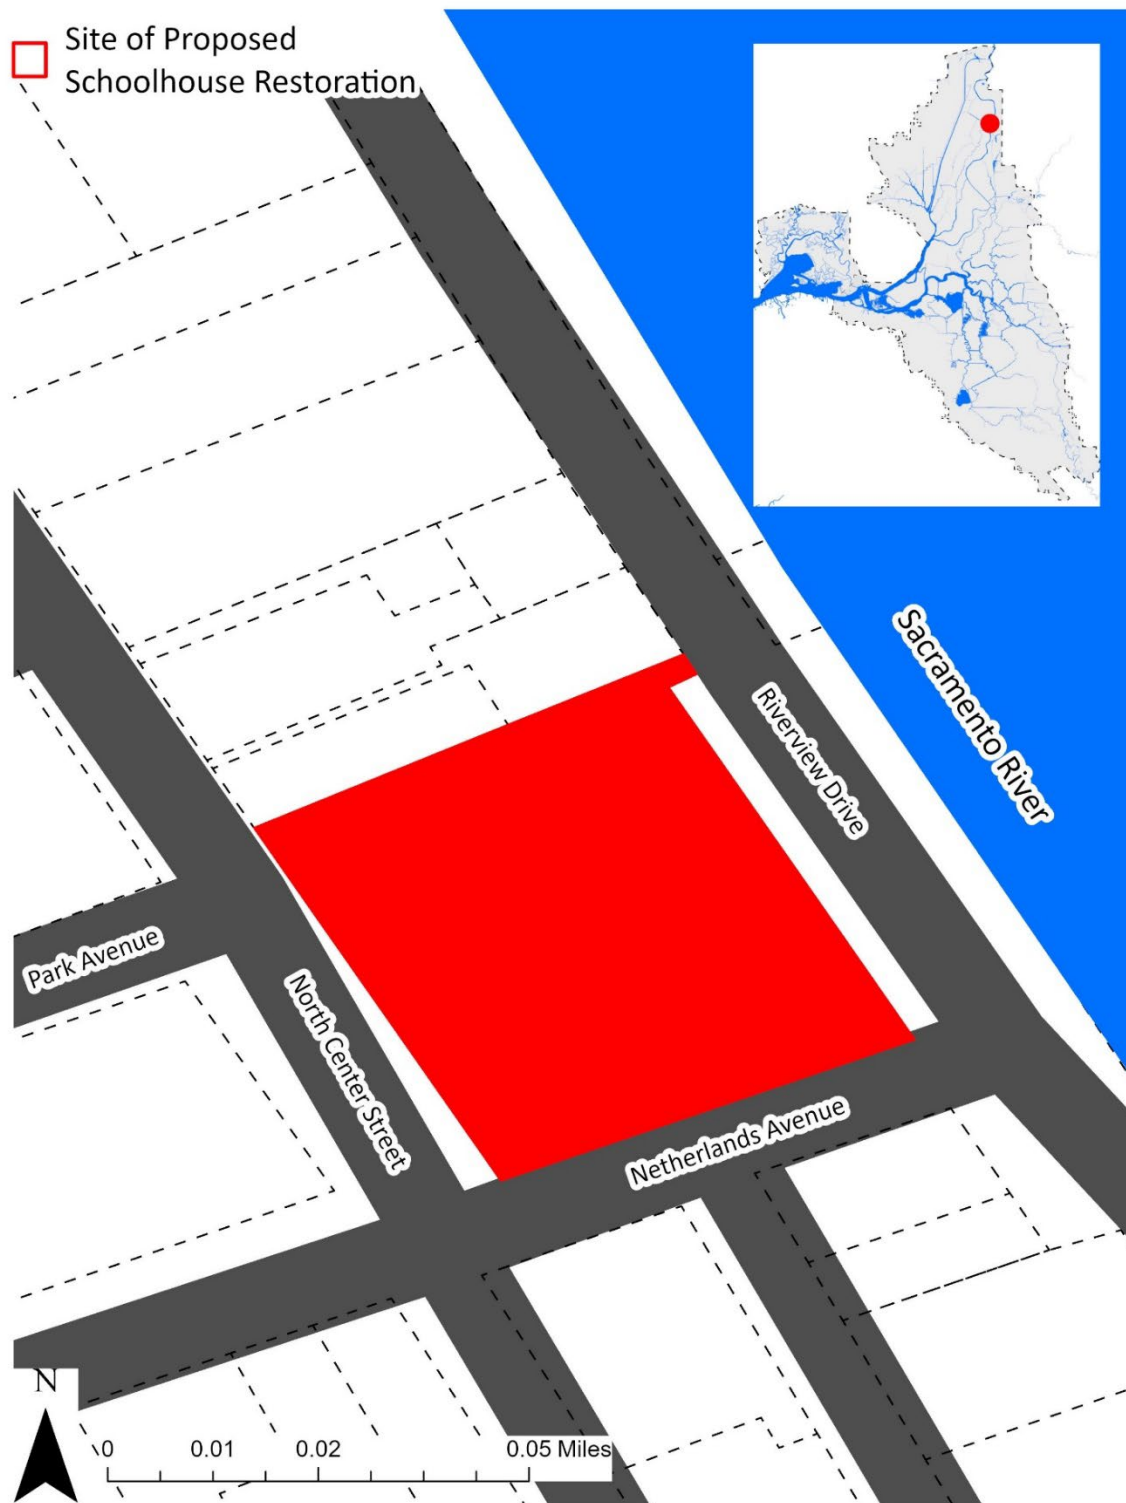 Site of Proposed
Schoolhouse Restoration
Sacramento River
Riverview Drive
Park Avenue
North Center Street
Netherlands Avenue
N
0 0.01 0.02 0.05 Miles